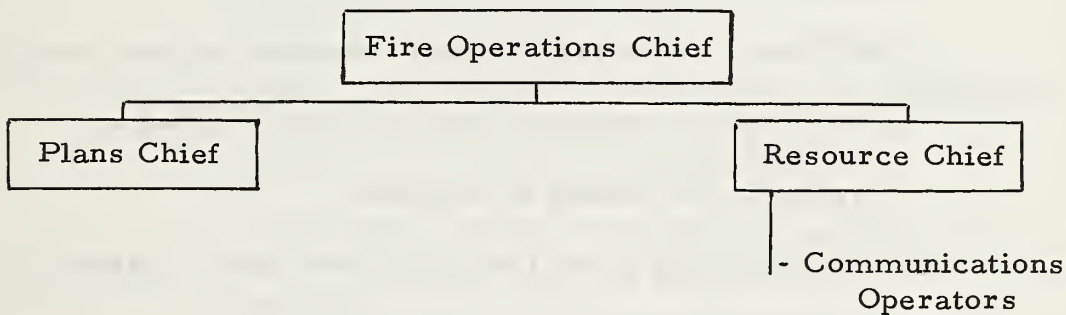 Fire Operations Chief
Plans Chief
Resource Chief
- Communications
Operators